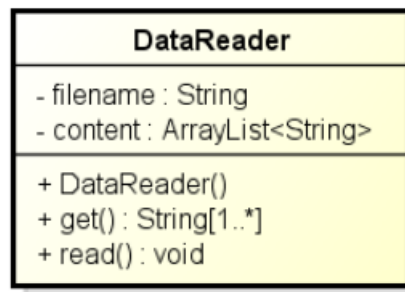 DataReader
- filename : String
- content : ArrayList<String>
+ DataReader()
+ get() : String[1..*]
+ read() : void